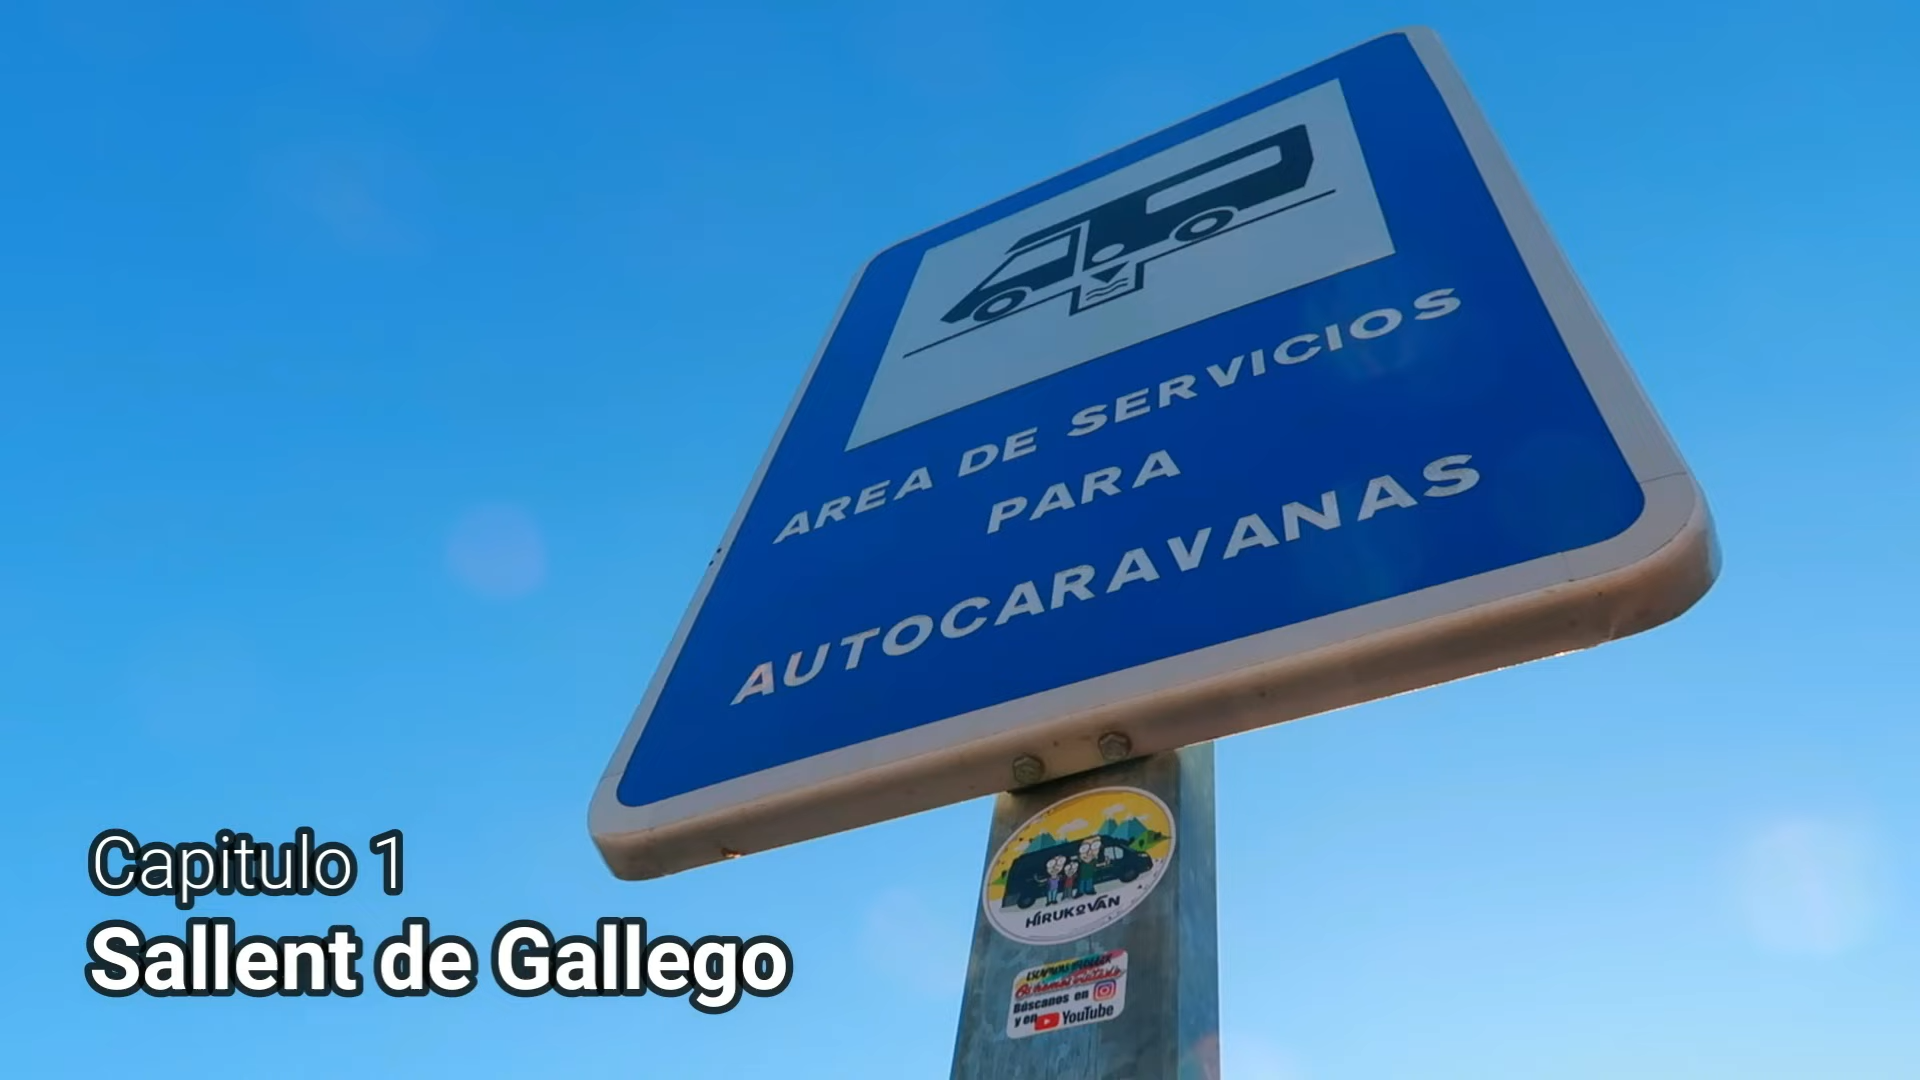 AREA DE SERVICIOS
PARA
AUTOCARAVANAS
HIRUKOVAN
Búscanos en
y en YouTube
Capitulo 1
Sallent de Gallego